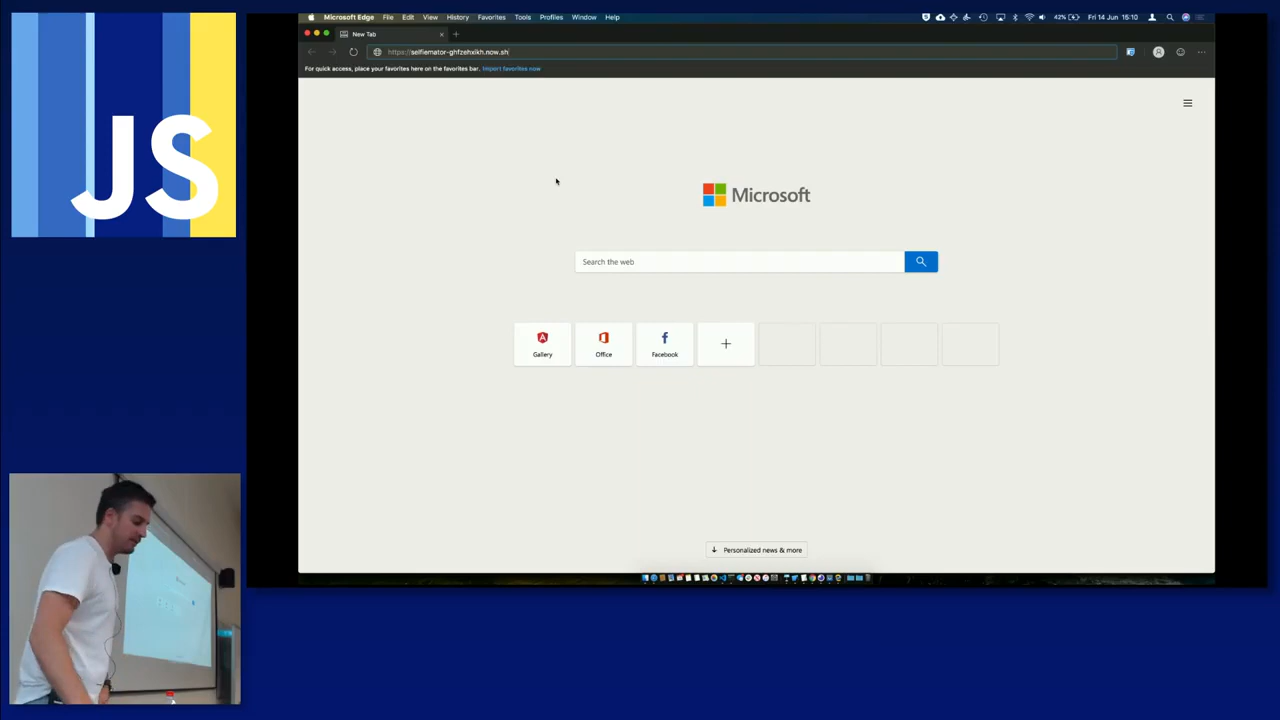 JS
Microsoft Edge File Edit View History Favorites Tools Profiles Window Help
42% Fri 14 Jun 15:10
New Tab
https://selfiemator-ghfzehxikh.now.sh
For quick access, place your favorites here on the favorites bar. Import favorites now
Microsoft
Search the web
Gallery
Office
Facebook
Personalized news & more